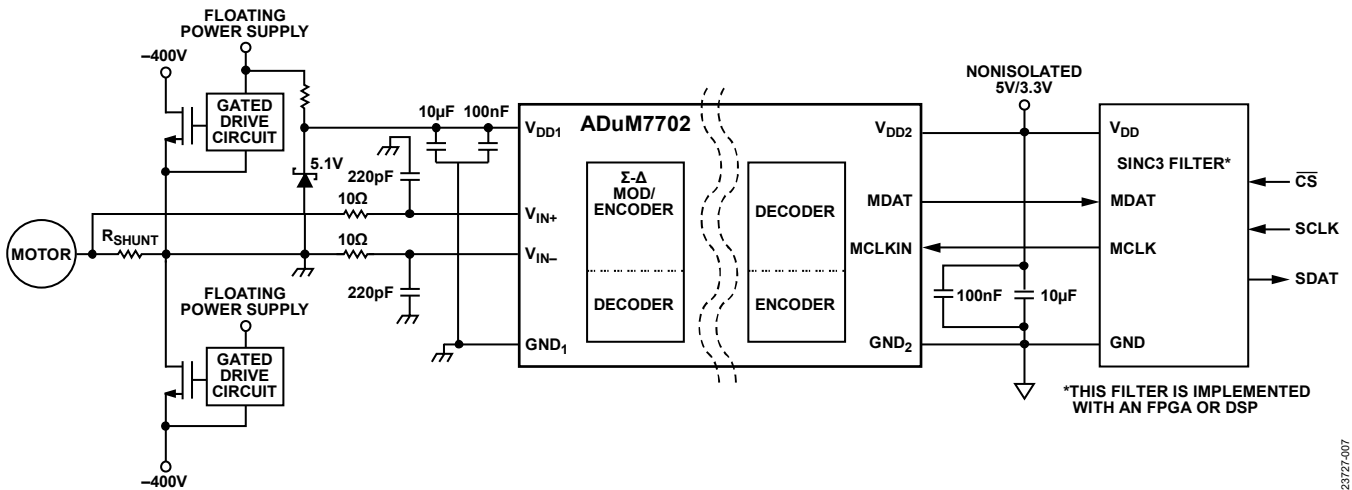 FLOATING
POWER SUPPLY
–400V
GATED
DRIVE
CIRCUIT
5.1V
10µF
100nF
220pF
10Ω
10Ω
220pF
MOTOR
RSHUNT
FLOATING
POWER SUPPLY
GATED
DRIVE
CIRCUIT
–400V
ADuM7702
VDD1
VIN+
VIN–
GND1
Σ-Δ
MOD/
ENCODER
DECODER
DECODER
ENCODER
VDD2
MDAT
MCLKIN
GND2
NONISOLATED
5V/3.3V
100nF
10µF
VDD
SINC3 FILTER*
MDAT
MCLK
GND
CS
SCLK
SDAT
*THIS FILTER IS IMPLEMENTED
WITH AN FPGA OR DSP
23727-007